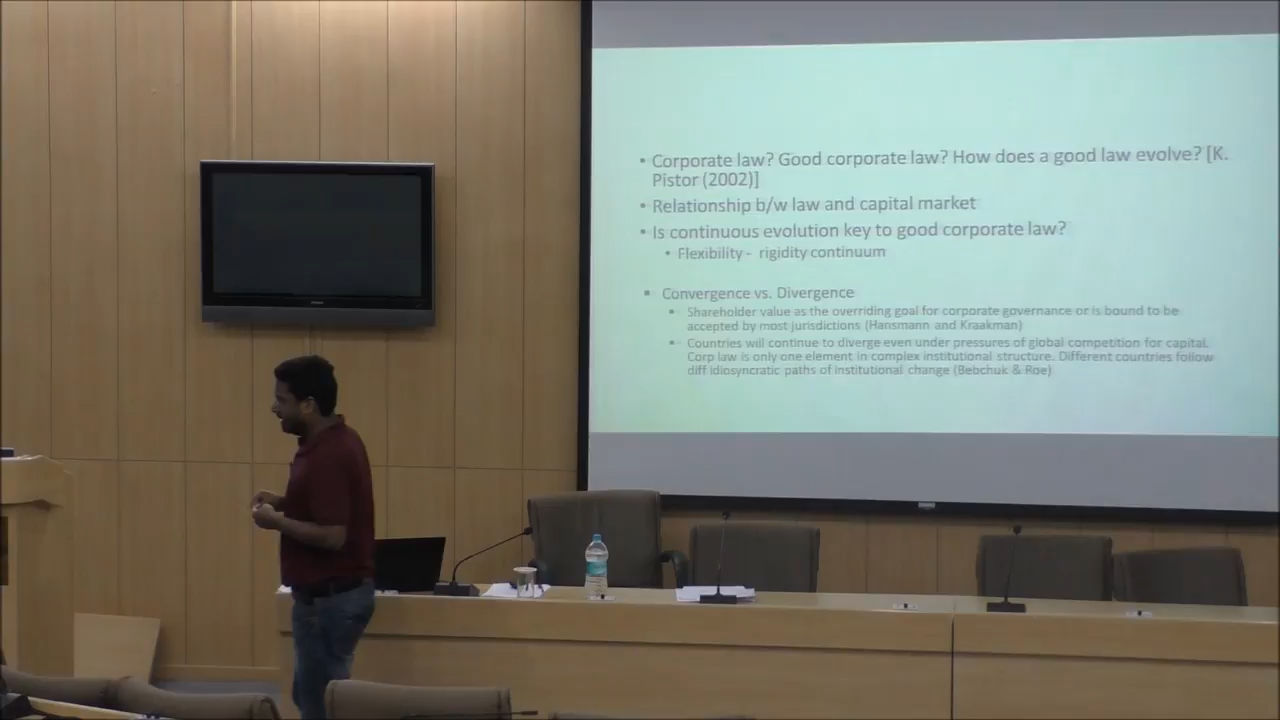 • Corporate law? Good corporate law? How does a good law evolve? [K.
Pistor (2002)]
• Relationship b/w law and capital market
• Is continuous evolution key to good corporate law?
• Flexibility - rigidity continuum
▪ Convergence vs. Divergence
▪ Shareholder value as the overriding goal for corporate governance or is bound to be
accepted by most jurisdictions (Hansmann and Kraakman)
▪ Countries will continue to diverge even under pressures of global competition for capital.
Corp law is only one element in complex institutional structure. Different countries follow
diff idiosyncratic paths of institutional change (Bebchuk & Roe)